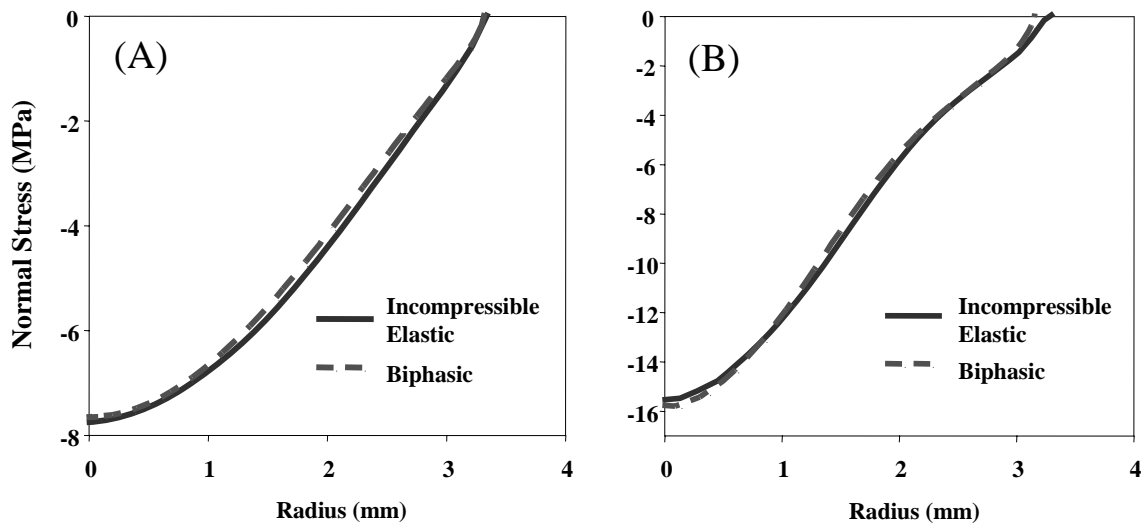 (A)
Normal Stress (MPa)
0
-2
-4
-6
-8
0
1
2
3
4
Radius (mm)
Incompressible
Elastic
Biphasic
(B)
0
-2
-4
-6
-8
-10
-12
-14
-16
0
1
2
3
4
Radius (mm)
Incompressible
Elastic
Biphasic